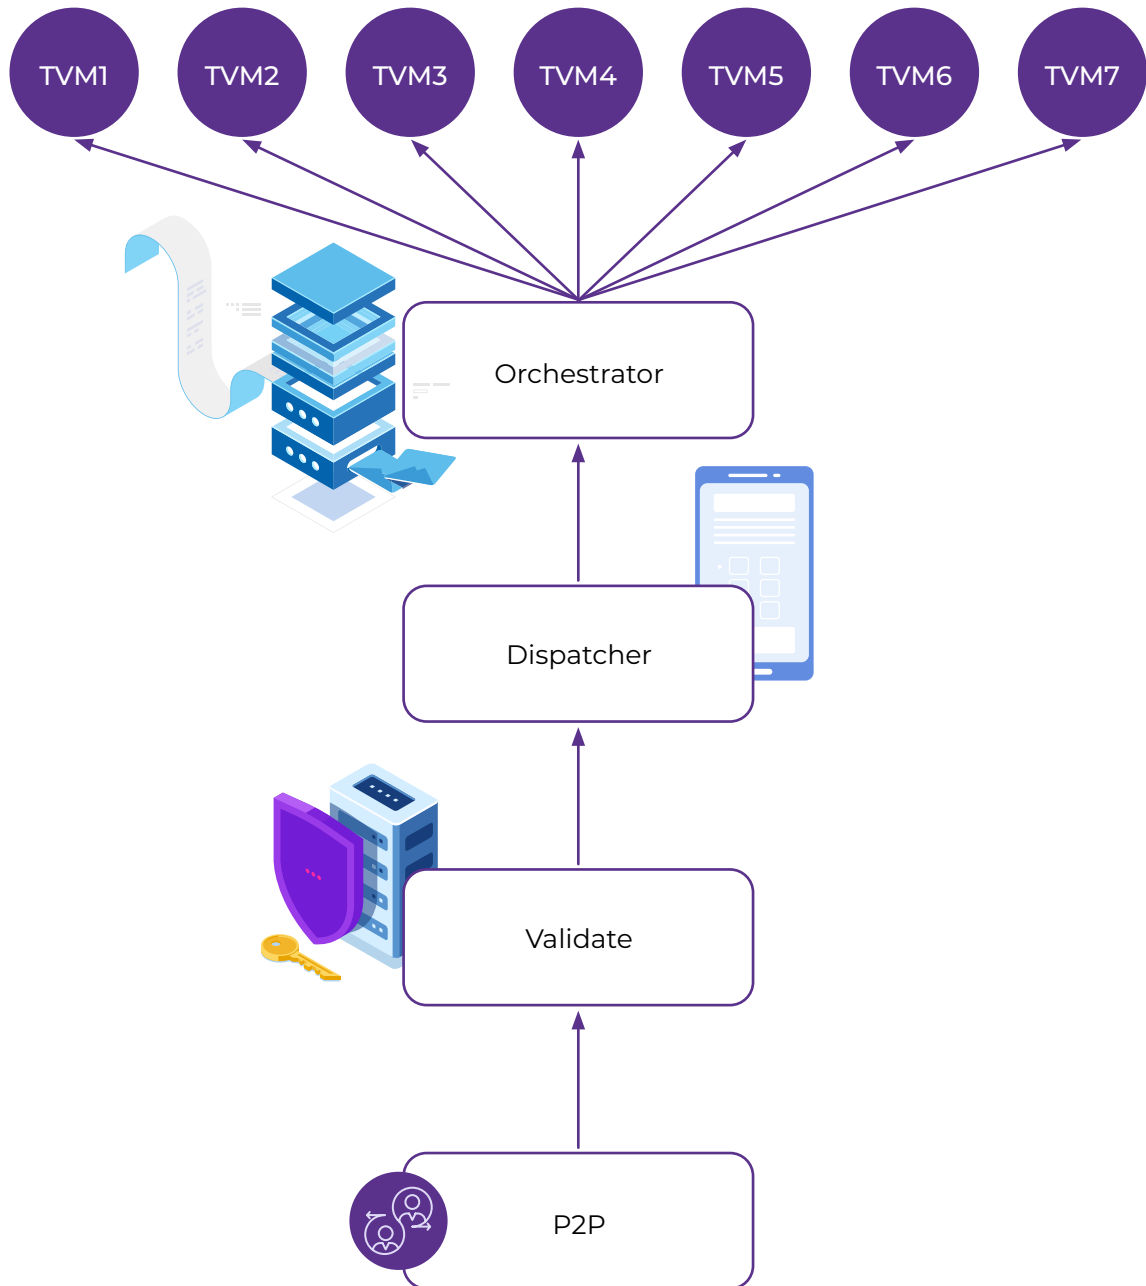 TVM1
TVM2
TVM3
TVM4
TVM5
TVM6
TVM7
Orchestrator
Dispatcher
Validate
P2P